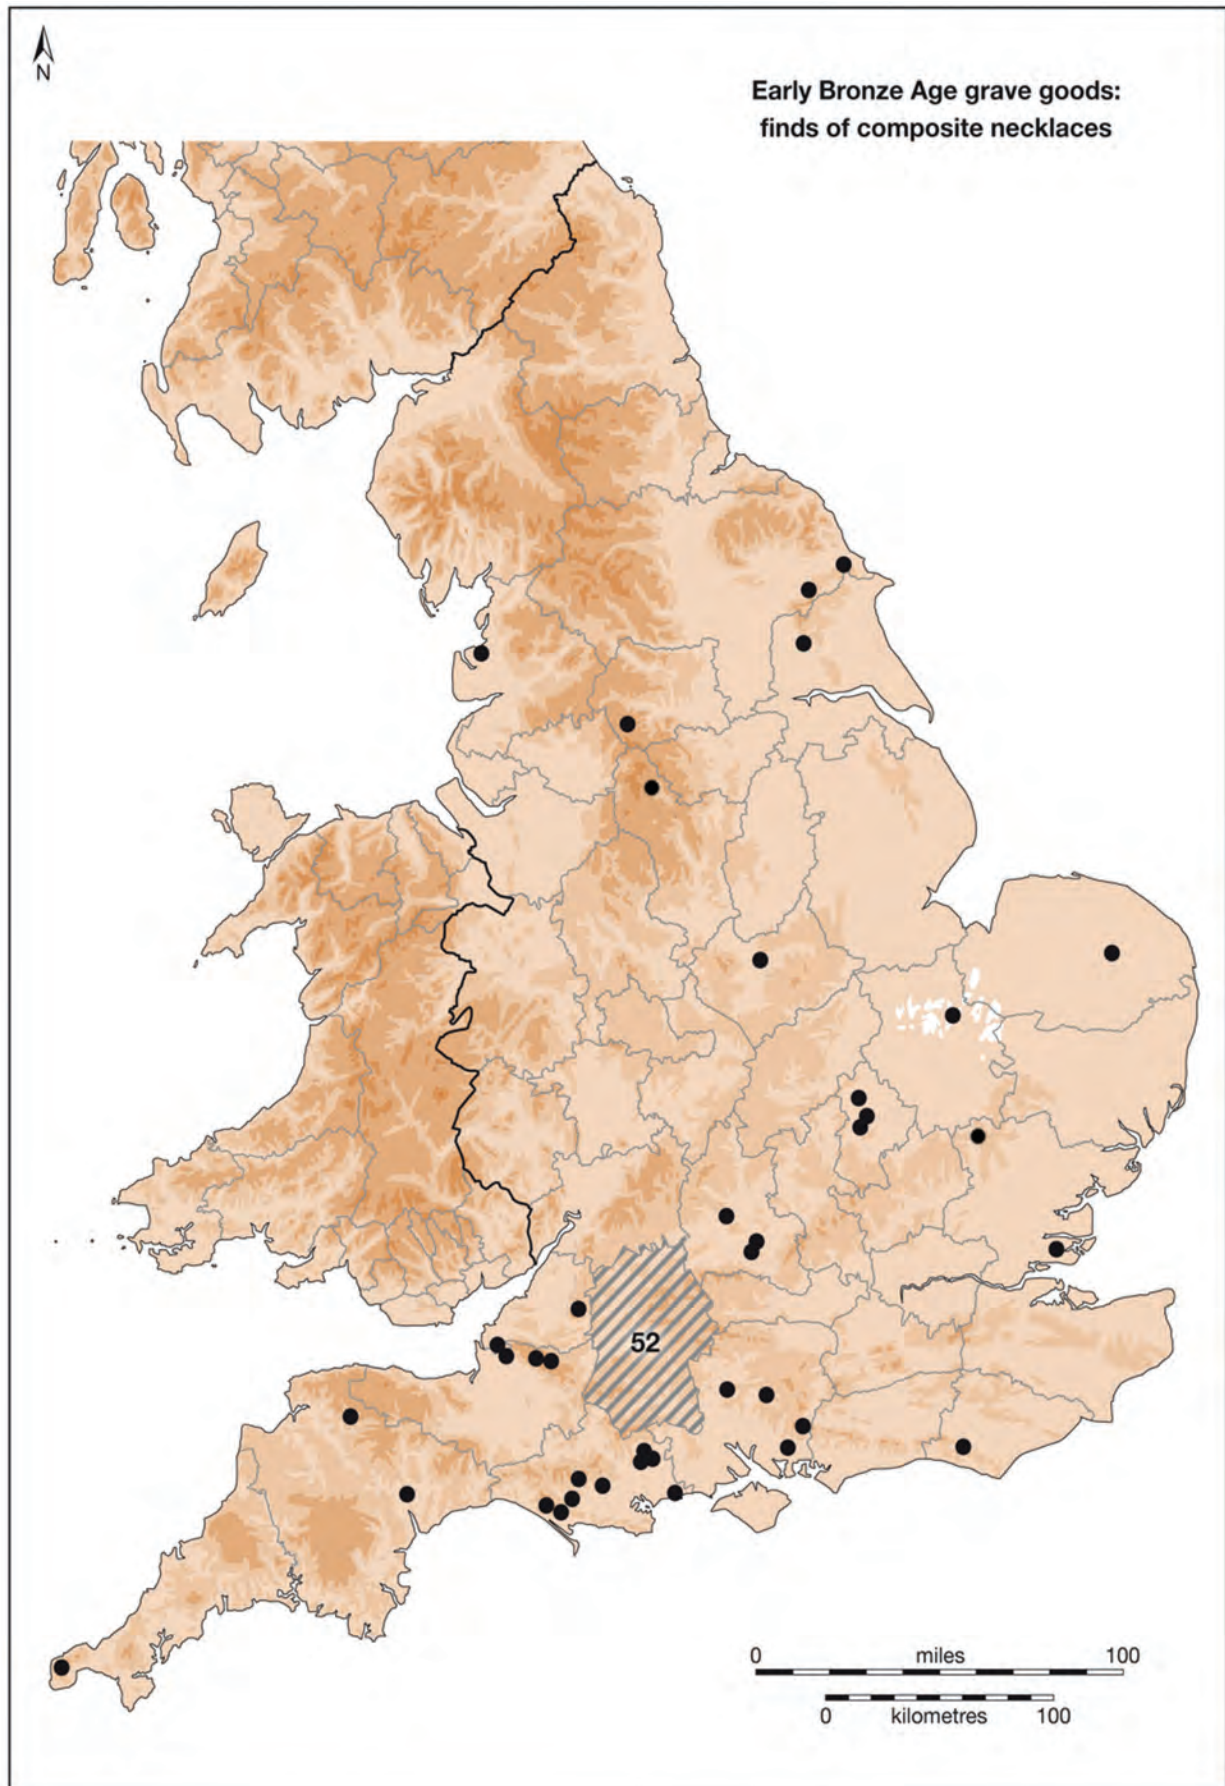 N
Early Bronze Age grave goods:
finds of composite necklaces
52
0 miles 100
0 kilometres 100